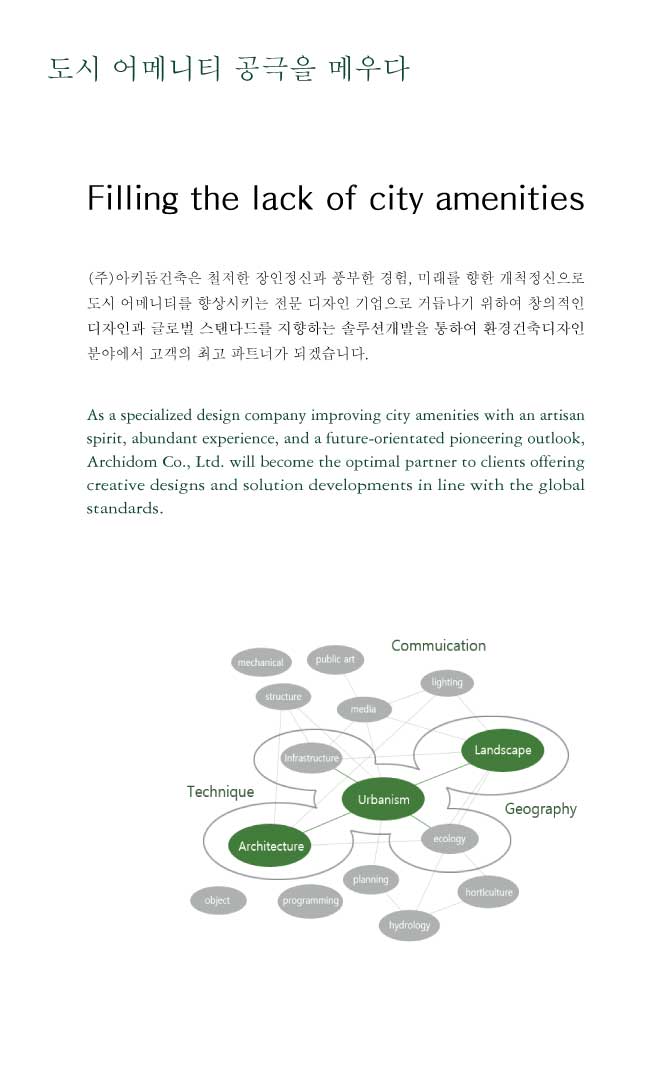 도시 어메니티 공극을 메우다
Filling the lack of city amenities
(주)아키돔건축은 철저한 장인정신과 풍부한 경험, 미래를 향한 개척정신으로
도시 어메니티를 향상시키는 전문 디자인 기업으로 거듭나기 위하여 창의적인
디자인과 글로벌 스탠다드를 지향하는 솔루션개발을 통하여 환경건축디자인
분야에서 고객의 최고 파트너가 되겠습니다.
As a specialized design company improving city amenities with an artisan
spirit, abundant experience, and a future-orientated pioneering outlook,
Archidom Co., Ltd. will become the optimal partner to clients offering
creative designs and solution developments in line with the global
standards.
Commuication
mechanical
public art
lighting
structure
media
Landscape
Infrastructure
Technique
Urbanism
Geography
Architecture
ecology
planning
horticulture
object
programming
hydrology